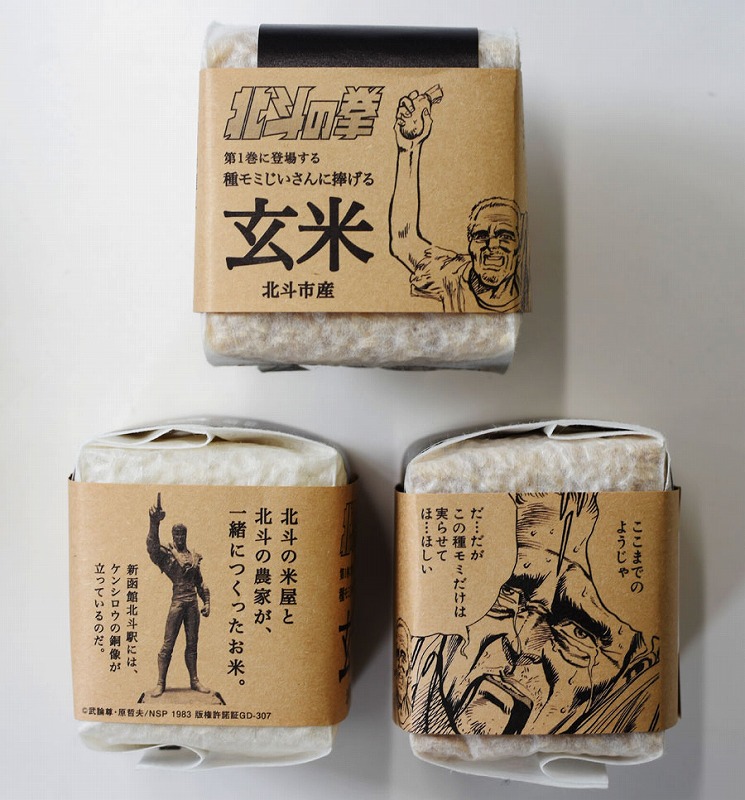 北斗の拳
第1巻に登場する
種モミじいさんに捧げる
玄米
北斗市産
北斗の米屋と
北斗の農家が、
一緒につくったお米。
新函館北斗駅には、
ケンシロウの銅像が
立っているのだ。
©武論尊・原哲夫/NSP 1983 版権許諾証GD-307
ここまでの
ようじゃ
だ…だが
この種モミだけは
実らせて
ほ…ほしい